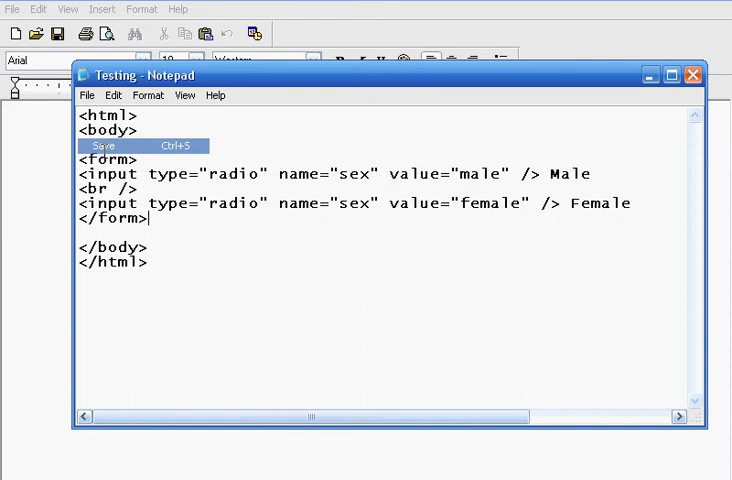 File Edit View Insert Format Help
Arial
Testing - Notepad
File Edit Format View Help
<html>
<body>
Save Ctrl+S
<form>
<input type="radio" name="sex" value="male" /> Male
<br />
<input type="radio" name="sex" value="female" /> Female
</form>
</body>
</html>